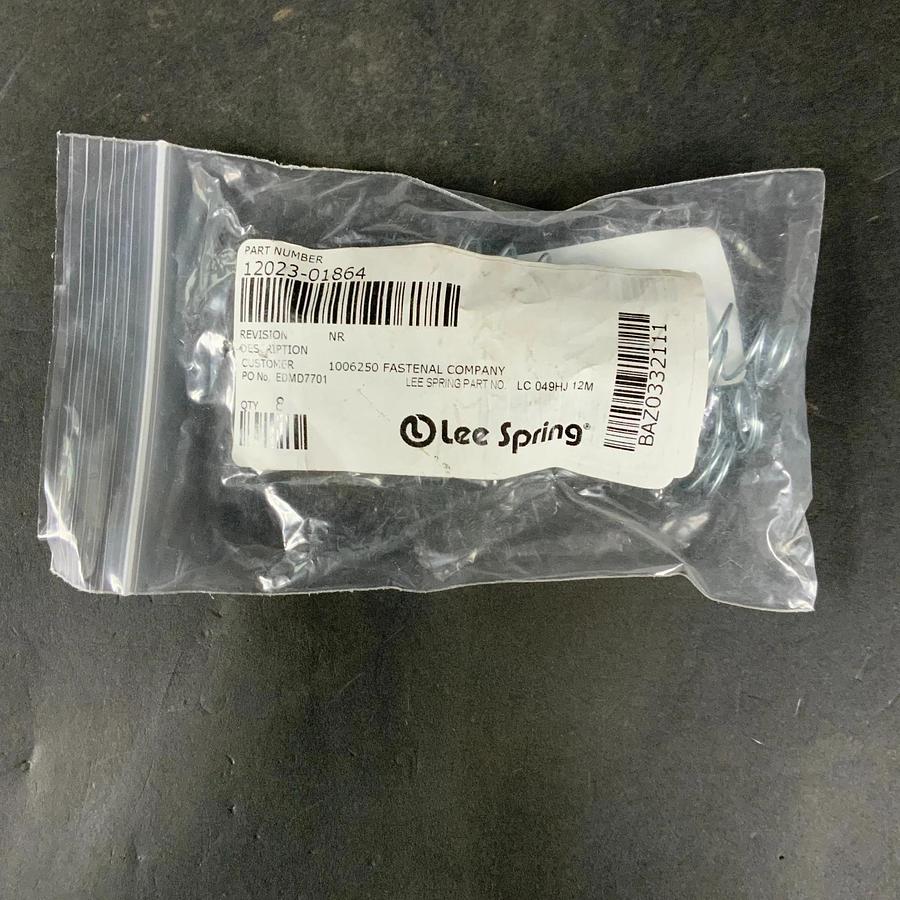 PART NUMBER
12023-01864
REVISION NR
DESCRIPTION
CUSTOMER 1006250 FASTENAL COMPANY
PO No. EDMD7701 LEE SPRING PART NO. LC 049HJ 12M
QTY 8
Lee Spring®
BAZ0332111